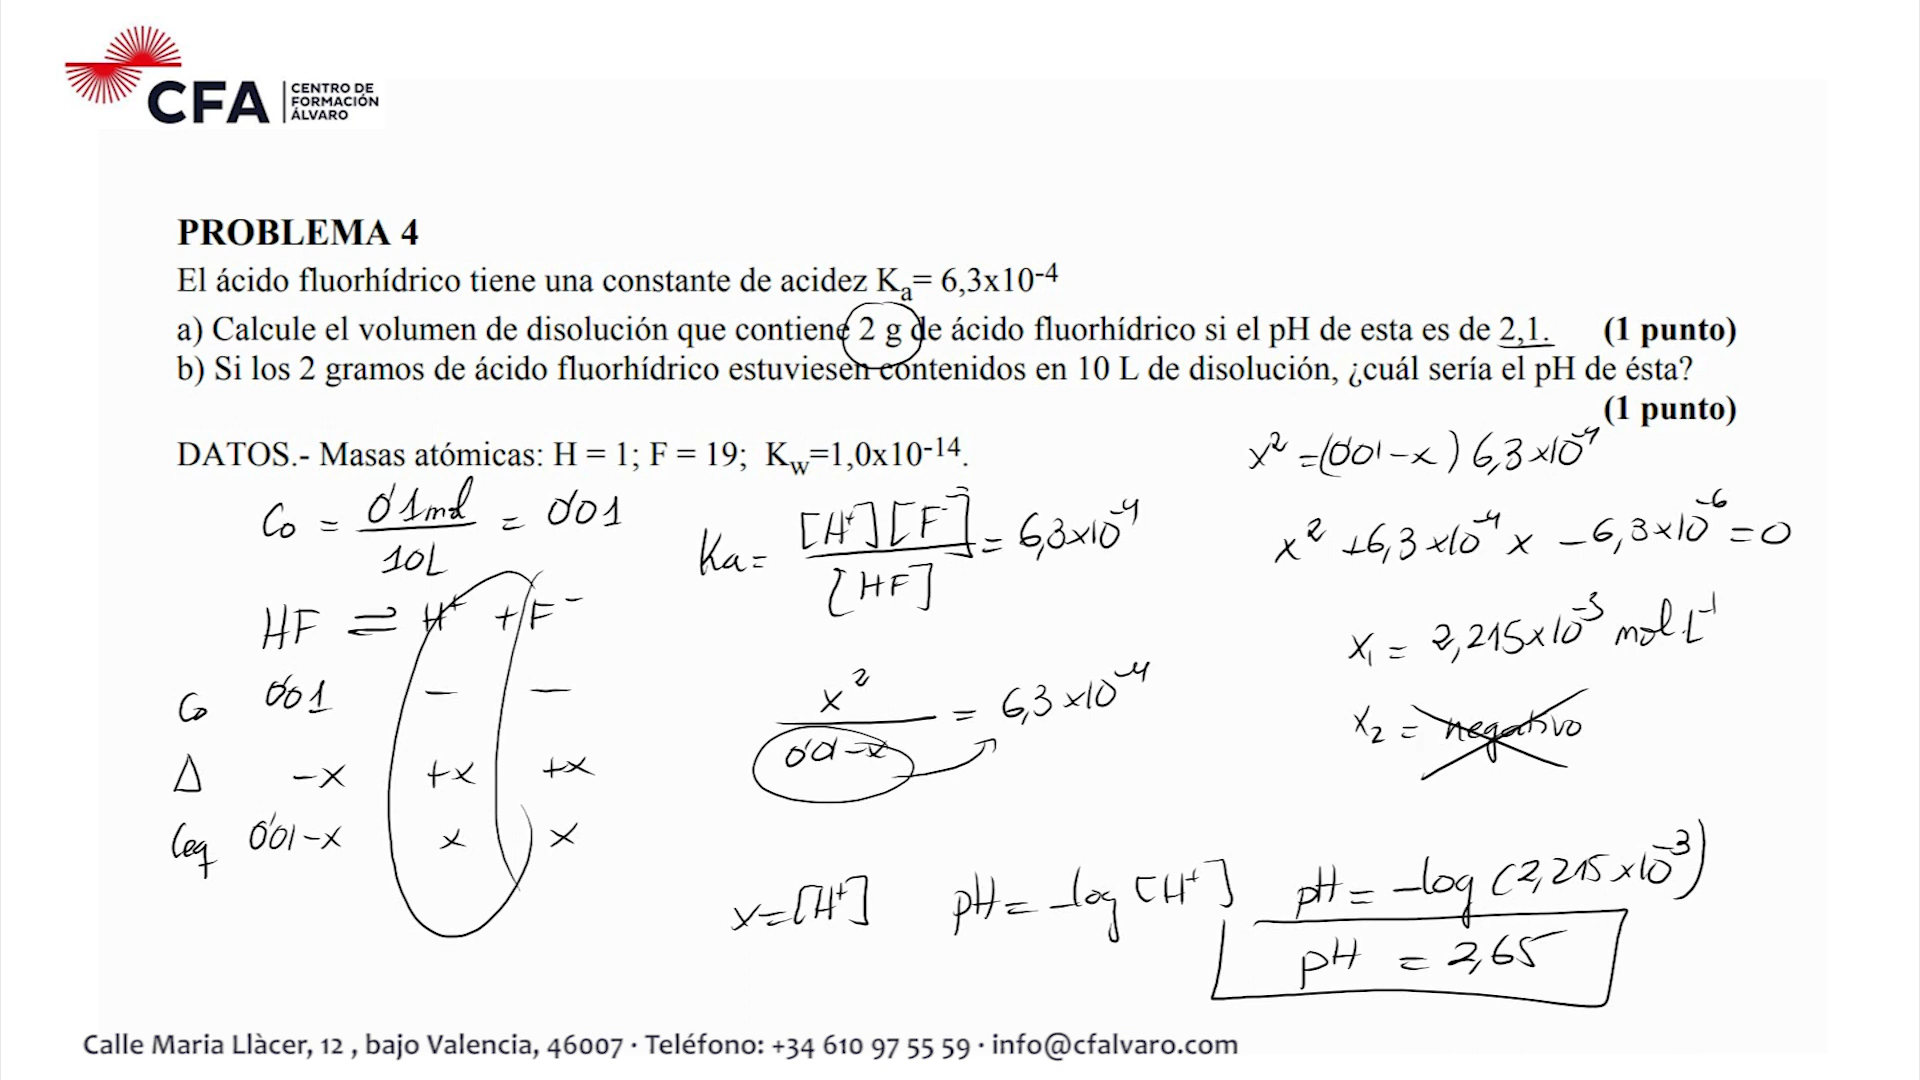 CFA
CENTRO DE
FORMACIÓN
ÁLVARO
PROBLEMA 4
El ácido fluorhídrico tiene una constante de acidez Kₐ= 6,3x10⁻⁴
a) Calcule el volumen de disolución que contiene 2 g de ácido fluorhídrico si el pH de esta es de 2,1. (1 punto)
b) Si los 2 gramos de ácido fluorhídrico estuviesen contenidos en 10 L de disolución, ¿cuál sería el pH de ésta?
(1 punto)
DATOS.- Masas atómicas: H = 1; F = 19; K_w=1,0x10⁻¹⁴.
C₀ = 0'1mol / 10L = 0'01
HF ⇌ H⁺ + F⁻
C₀ 0'01 — —
Δ -x +x +x
Ceq 0'01-x x x
Ka = [H⁺][F⁻] / [HF] = 6,3x10⁻⁴
x² / 0'01-x = 6,3x10⁻⁴
x² = (0'01-x) 6,3x10⁻⁴
x² + 6,3x10⁻⁴ x - 6,3x10⁻⁶ = 0
x₁ = 2,215x10⁻³ mol·L⁻¹
x₂ = negativo
x=[H⁺] pH = -log [H⁺] pH = -log (2,215x10⁻³)
pH = 2,65
Calle Maria Llàcer, 12 , bajo Valencia, 46007 · Teléfono: +34 610 97 55 59 · info@cfalvaro.com